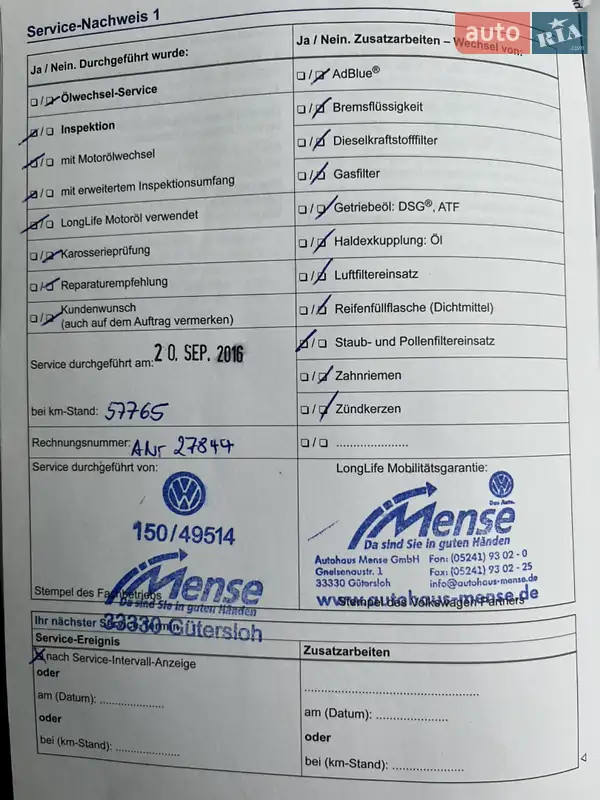 Service-Nachweis 1
auto RIA .com
Ja / Nein. Durchgeführt wurde:
Ölwechsel-Service
Inspektion
mit Motorölwechsel
mit erweitertem Inspektionsumfang
LongLife Motoröl verwendet
Karosserieprüfung
Reparaturempfehlung
Kundenwunsch
(auch auf dem Auftrag vermerken)
Service durchgeführt am: 20. SEP. 2016
bei km-Stand: 57765
Rechnungsnummer: ANr 27844
Service durchgeführt von:
150/49514
Mense
Da sind Sie in guten Händen
33330 Gütersloh
Stempel des Fachbetriebs
Ja / Nein. Zusatzarbeiten – Wechsel von:
AdBlue®
Bremsflüssigkeit
Dieselkraftstofffilter
Gasfilter
Getriebeöl: DSG®, ATF
Haldexkupplung: Öl
Luftfiltereinsatz
Reifenfüllflasche (Dichtmittel)
Staub- und Pollenfiltereinsatz
Zahnriemen
Zündkerzen
....................
LongLife Mobilitätsgarantie:
Das Auto.
Mense
Da sind Sie in guten Händen
Autohaus Mense GmbH Fon: (05241) 93 02 - 0
Gneisenaustr. 1 Fax: (05241) 93 02 - 25
33330 Gütersloh info@autohaus-mense.de
www.autohaus-mense.de
Stempel des Volkswagen Partners
Ihr nächster
Service-Ereignis
nach Service-Intervall-Anzeige
oder
am (Datum): ..................
oder
bei (km-Stand): ..................
Zusatzarbeiten
.................................................
am (Datum): ....................
oder
bei (km-Stand): ....................